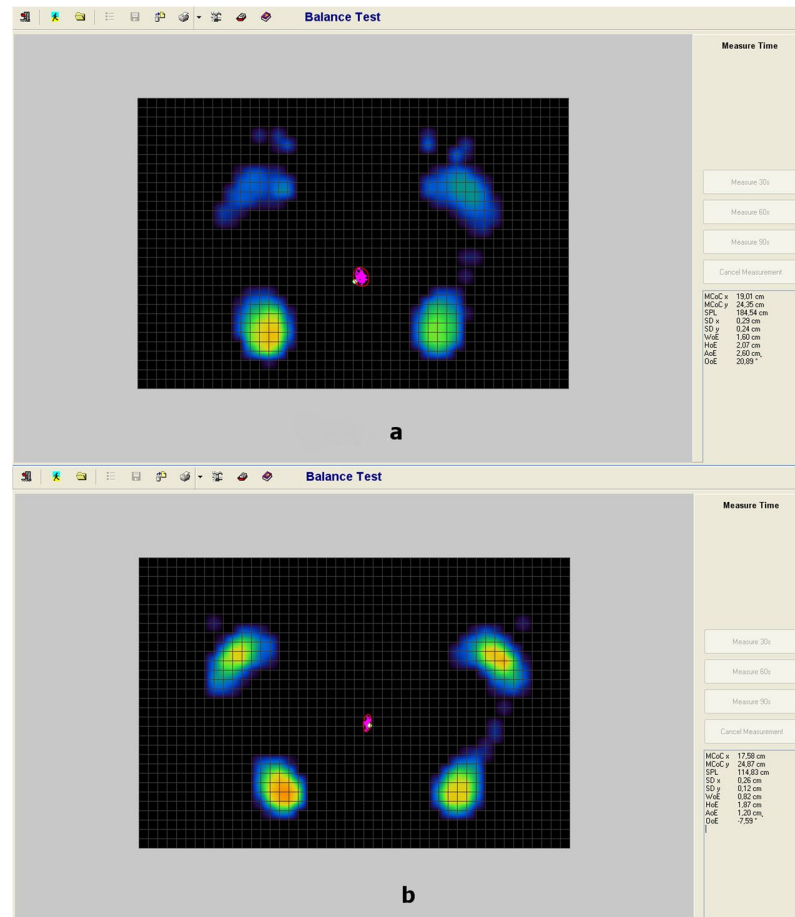 Balance Test
Measure Time
Measure 30s
Measure 60s
Measure 90s
Cancel Measurement
MCoC x 19,01 cm
MCoC y 24,35 cm
SPL 184,54 cm
SD x 0,29 cm
SD y 0,24 cm
WoE 1,60 cm
HoE 2,07 cm
AoE 2,60 cm,
OoE 20,89 °
a
Balance Test
Measure Time
Measure 30s
Measure 60s
Measure 90s
Cancel Measurement
MCoC x 17,58 cm
MCoC y 24,87 cm
SPL 114,83 cm
SD x 0,26 cm
SD y 0,12 cm
WoE 0,82 cm
HoE 1,87 cm
AoE 1,20 cm,
OoE -7,59 °
b